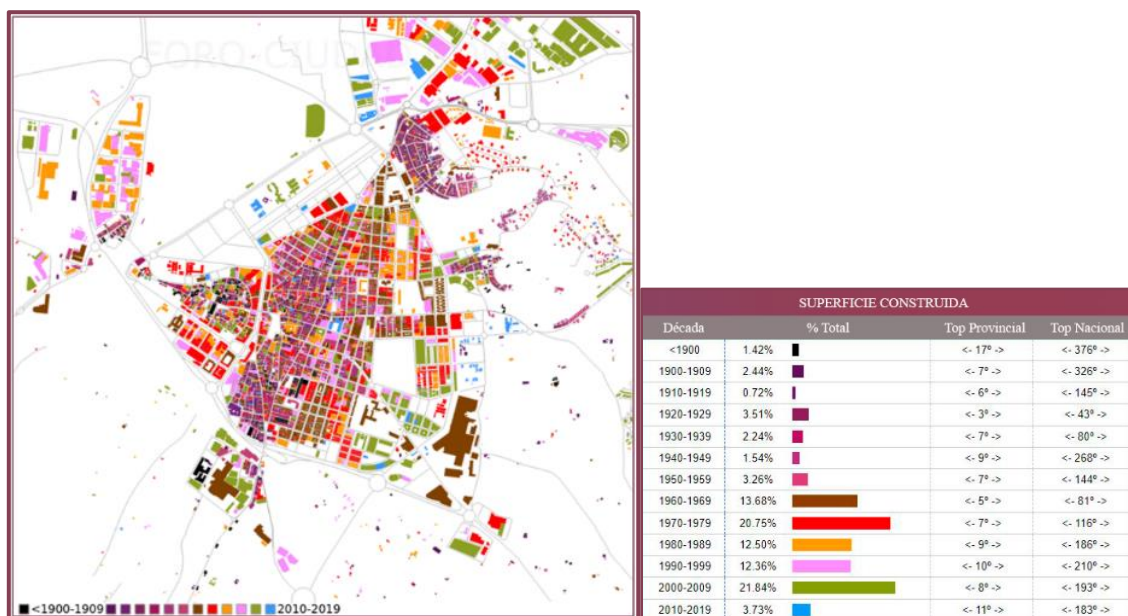 FORO-CIUD
<1900-1909 2010-2019
SUPERFICIE CONSTRUIDA
Década % Total Top Provincial Top Nacional
<1900 1.42% <- 17º -> <- 376º ->
1900-1909 2.44% <- 7º -> <- 326º ->
1910-1919 0.72% <- 6º -> <- 145º ->
1920-1929 3.51% <- 3º -> <- 43º ->
1930-1939 2.24% <- 7º -> <- 80º ->
1940-1949 1.54% <- 9º -> <- 268º ->
1950-1959 3.26% <- 7º -> <- 144º ->
1960-1969 13.68% <- 5º -> <- 81º ->
1970-1979 20.75% <- 7º -> <- 116º ->
1980-1989 12.50% <- 9º -> <- 186º ->
1990-1999 12.36% <- 10º -> <- 210º ->
2000-2009 21.84% <- 8º -> <- 193º ->
2010-2019 3.73% <- 11º -> <- 183º ->